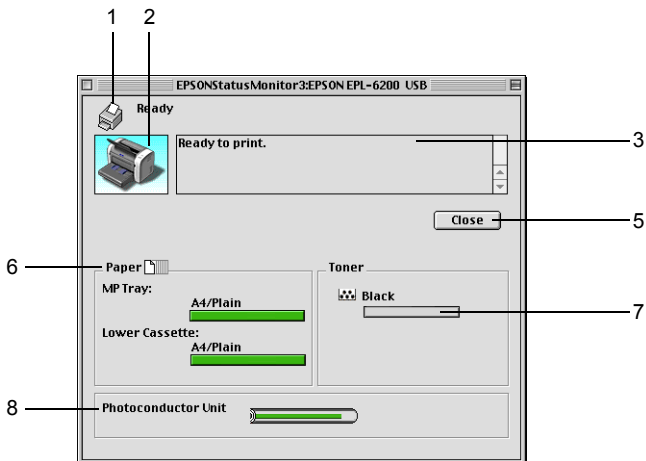 1 2
EPSONStatusMonitor3:EPSON EPL-6200 USB
Ready
Ready to print.
3
Close
5
6
Paper
Toner
MP Tray:
A4/Plain
Black
7
Lower Cassette:
A4/Plain
8
Photoconductor Unit